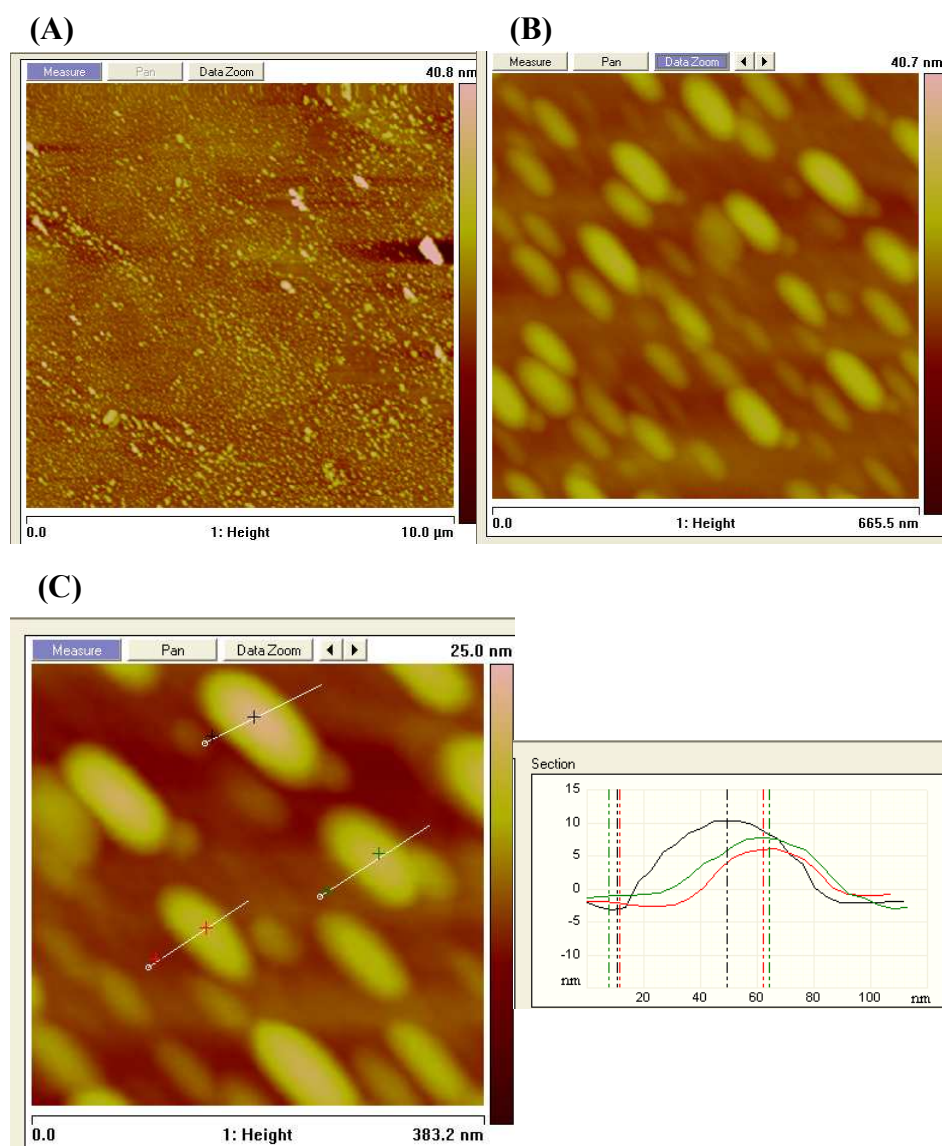 (A)
(B)
Measure Pan Data Zoom 40.8 nm
Measure Pan Data Zoom 40.7 nm
0.0 1: Height 10.0 µm
0.0 1: Height 665.5 nm
(C)
Measure Pan Data Zoom 25.0 nm
0.0 1: Height 383.2 nm
Section
15
10
5
0
-5
-10
nm
20 40 60 80 100 nm